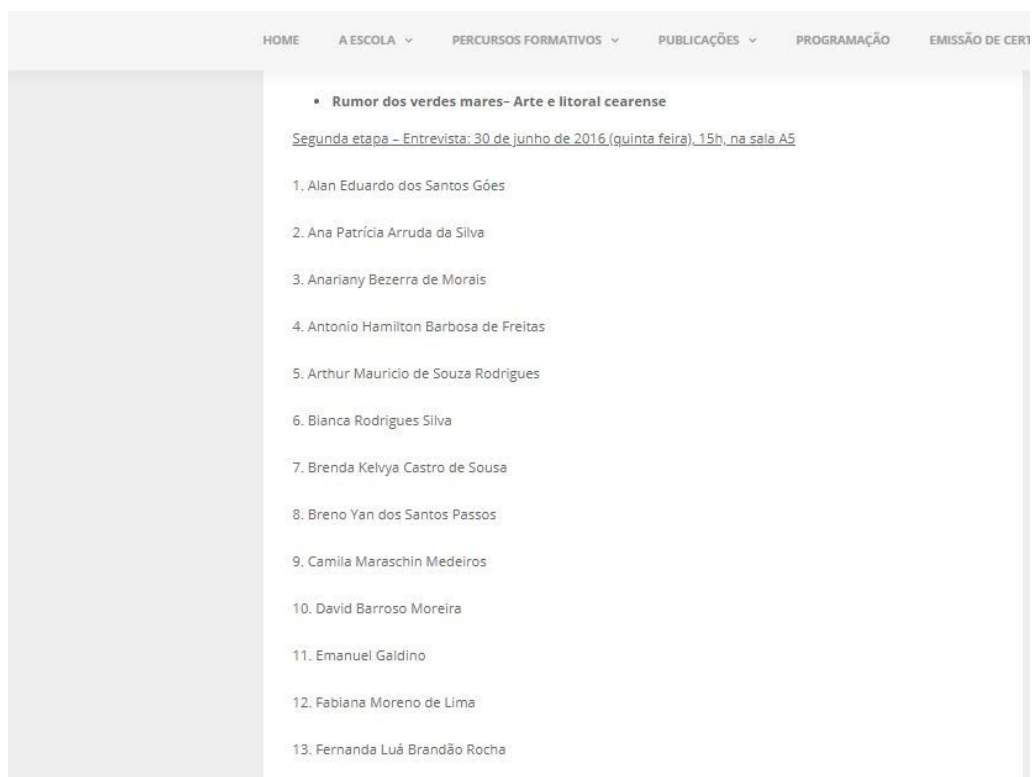 HOME A ESCOLA PERCURSOS FORMATIVOS PUBLICAÇÕES PROGRAMAÇÃO EMISSÃO DE CERT
• Rumor dos verdes mares– Arte e litoral cearense
Segunda etapa – Entrevista: 30 de junho de 2016 (quinta feira), 15h, na sala A5
1. Alan Eduardo dos Santos Góes
2. Ana Patrícia Arruda da Silva
3. Anariany Bezerra de Morais
4. Antonio Hamilton Barbosa de Freitas
5. Arthur Mauricio de Souza Rodrigues
6. Bianca Rodrigues Silva
7. Brenda Kelvya Castro de Sousa
8. Breno Yan dos Santos Passos
9. Camila Maraschin Medeiros
10. David Barroso Moreira
11. Emanuel Galdino
12. Fabiana Moreno de Lima
13. Fernanda Luá Brandão Rocha